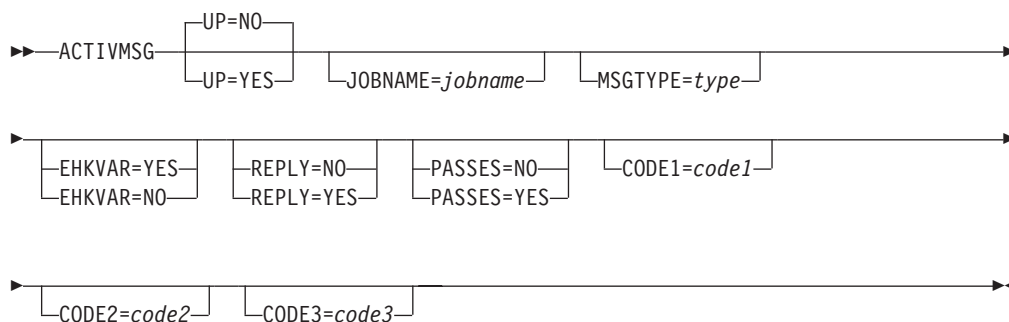 UP=NO
ACTIVMSG
UP=YES JOBNAME=jobname MSGTYPE=type
EHKVAR=YES REPLY=NO PASSES=NO CODE1=code1
EHKVAR=NO REPLY=YES PASSES=YES
CODE2=code2 CODE3=code3